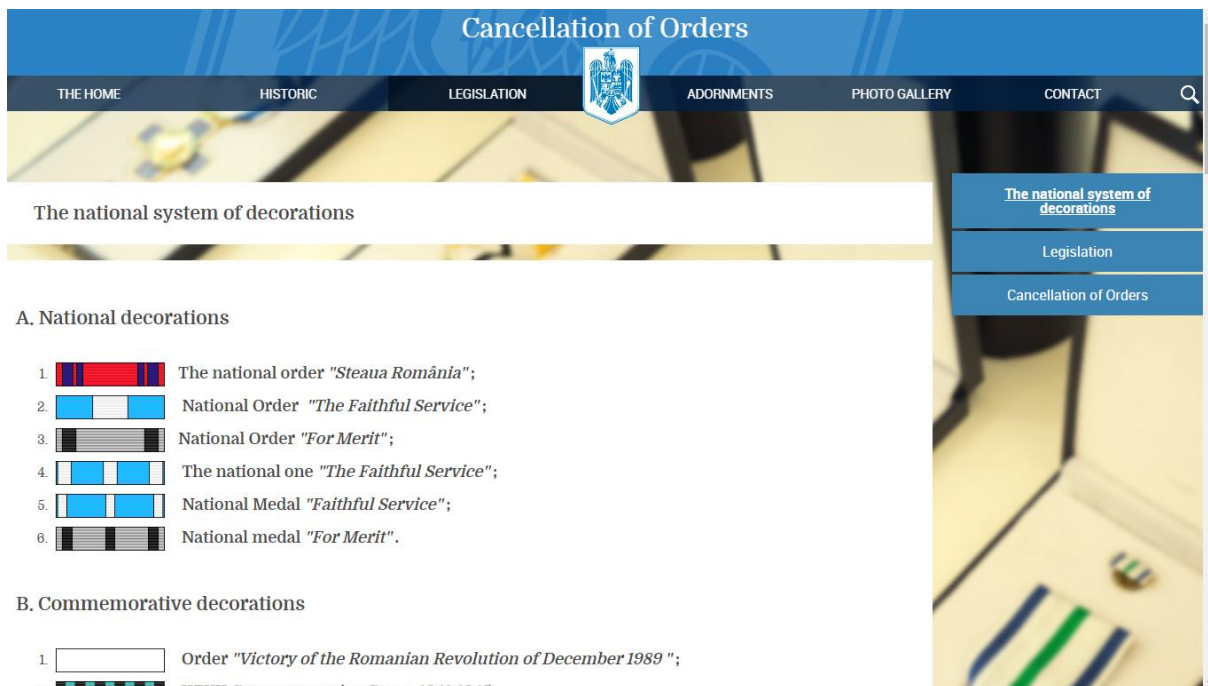 Cancellation of Orders
THE HOME HISTORIC LEGISLATION ADORNMENTS PHOTO GALLERY CONTACT
The national system of decorations
The national system of
decorations
Legislation
Cancellation of Orders
A. National decorations
1. The national order "Steaua România";
2. National Order "The Faithful Service";
3. National Order "For Merit";
4. The national one "The Faithful Service";
5. National Medal "Faithful Service";
6. National medal "For Merit".
B. Commemorative decorations
1. Order "Victory of the Romanian Revolution of December 1989 ";